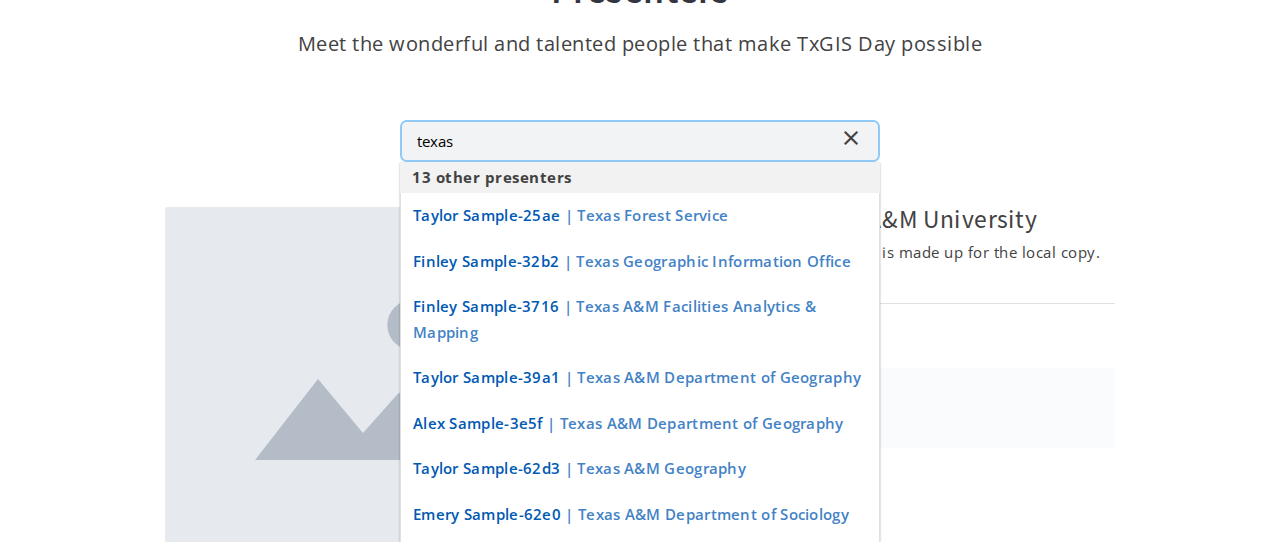 Presenters
Meet the wonderful and talented people that make TxGIS Day possible
texas
13 other presenters
Taylor Sample-25ae | Texas Forest Service
Finley Sample-32b2 | Texas Geographic Information Office
Finley Sample-3716 | Texas A&M Facilities Analytics &
Mapping
Taylor Sample-39a1 | Texas A&M Department of Geography
Alex Sample-3e5f | Texas A&M Department of Geography
Taylor Sample-62d3 | Texas A&M Geography
Emery Sample-62e0 | Texas A&M Department of Sociology
&M University
is made up for the local copy.